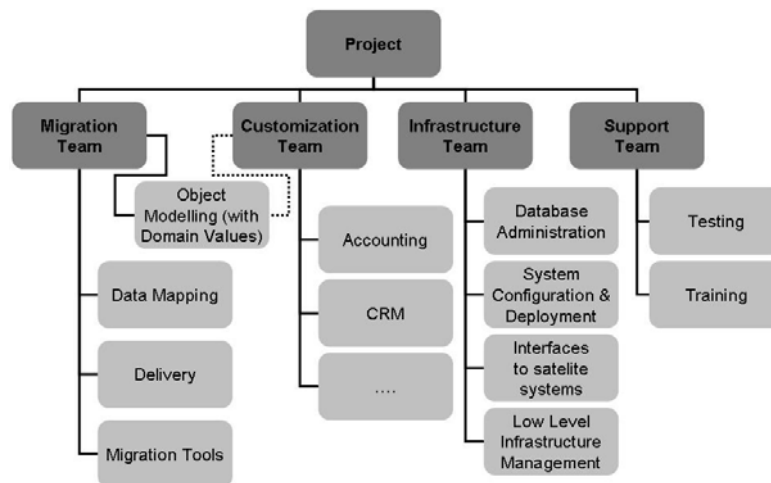 Project
Migration
Team
Customization
Team
Infrastructure
Team
Support
Team
Object
Modelling (with
Domain Values)
Data Mapping
Delivery
Migration Tools
Accounting
CRM
....
Database
Administration
System
Configuration &
Deployment
Interfaces
to satelite
systems
Low Level
Infrastructure
Management
Testing
Training